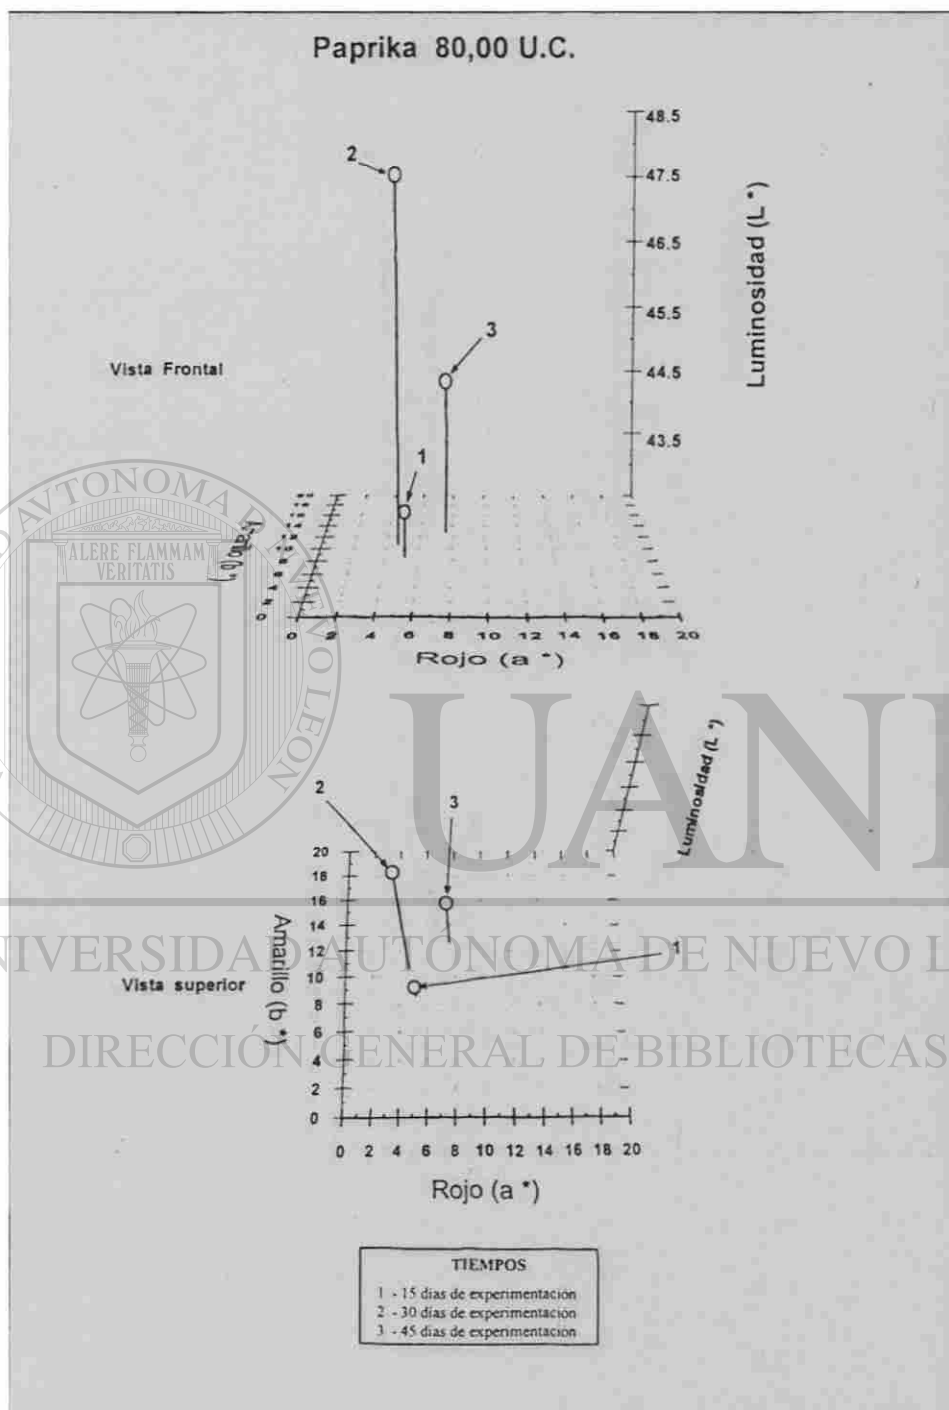 Paprika 80,00 U.C.
48.5
2
47.5
46.5
45.5
Luminosidad (L *)
3
Vista Frontal
44.5
43.5
1
0
0 2 4 6 8 10 12 14 16 18 20
Rojo (a *)
Luminosidad (L *)
2
3
20
18
16
14
12
10
8
6
4
2
0
Amarillo (b *)
1
Vista superior
0 2 4 6 8 10 12 14 16 18 20
Rojo (a *)
TIEMPOS
1 - 15 dias de experimentación
2 - 30 dias de experimentación
3 - 45 dias de experimentación
ALERE FLAMMAM
VERITATIS
UANL
UNIVERSIDAD AUTÓNOMA DE NUEVO L
DIRECCIÓN GENERAL DE BIBLIOTECAS